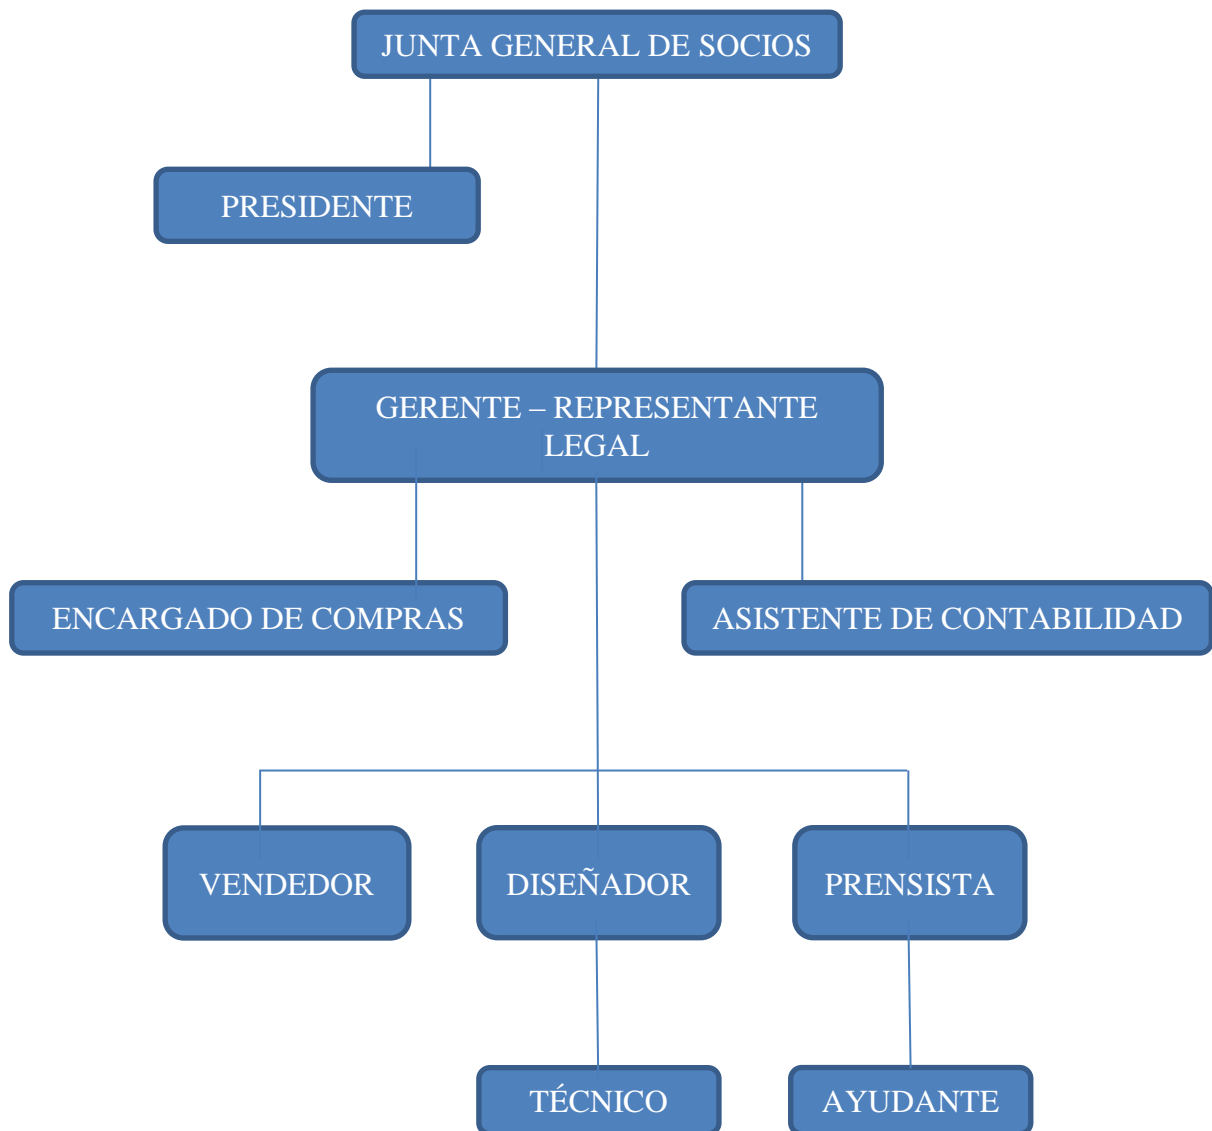 JUNTA GENERAL DE SOCIOS
PRESIDENTE
GERENTE – REPRESENTANTE
LEGAL
ENCARGADO DE COMPRAS
ASISTENTE DE CONTABILIDAD
VENDEDOR
DISEÑADOR
PRENSISTA
TÉCNICO
AYUDANTE